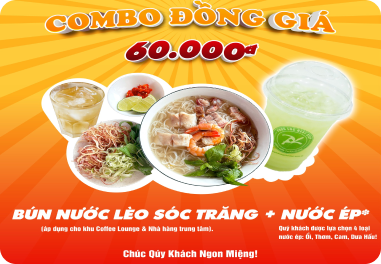 COMBO ĐỒNG GIÁ
60.000đ
BÚN NƯỚC LÈO SÓC TRĂNG + NƯỚC ÉP*
(áp dụng cho khu Coffee Lounge & Nhà hàng trung tâm).
Quý khách được lựa chọn 4 loại
nước ép: Ổi, Thơm, Cam, Dưa Hấu!
Chúc Qúy Khách Ngon Miệng!